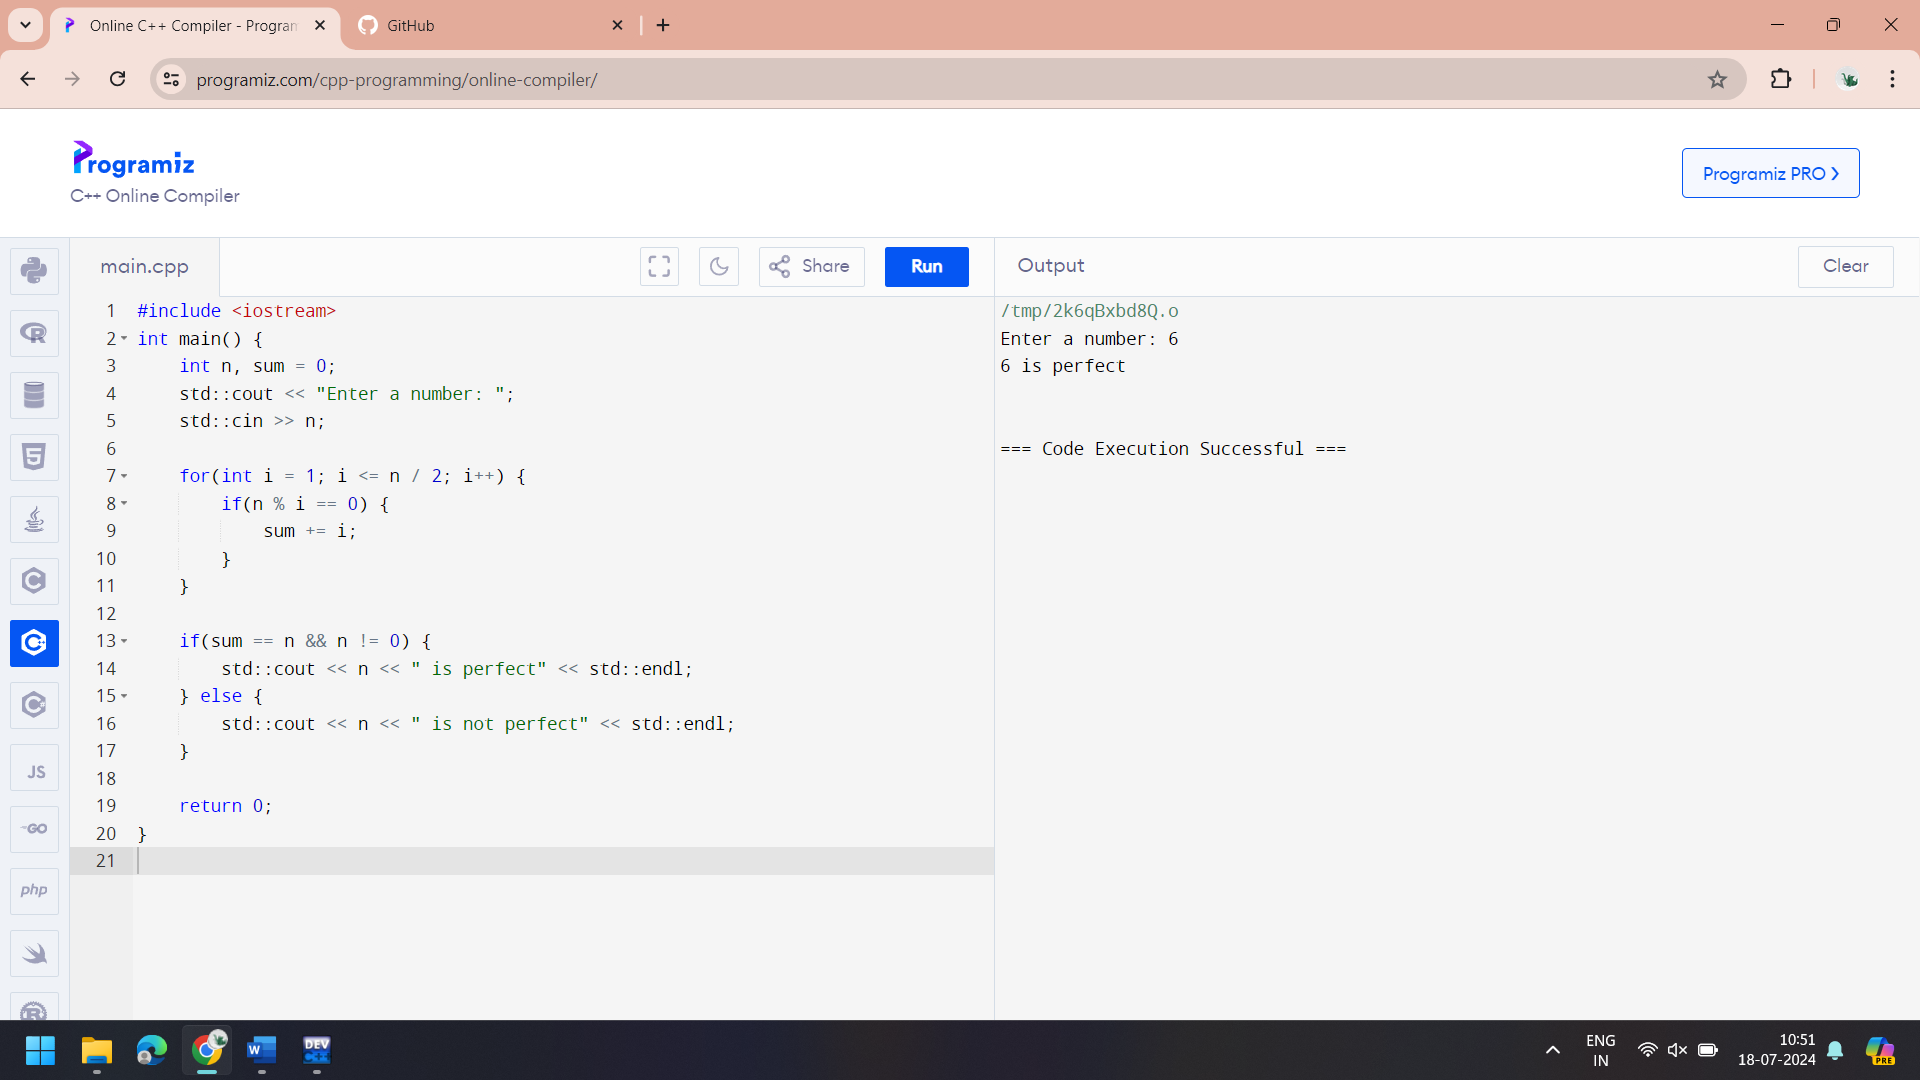 Online C++ Compiler - Program
GitHub
programiz.com/cpp-programming/online-compiler/
Programiz
C++ Online Compiler
Programiz PRO ❯
main.cpp
Share
Run
Output
Clear
1 #include <iostream>
2 int main() {
3     int n, sum = 0;
4     std::cout << "Enter a number: ";
5     std::cin >> n;
6
7     for(int i = 1; i <= n / 2; i++) {
8         if(n % i == 0) {
9             sum += i;
10         }
11     }
12
13     if(sum == n && n != 0) {
14         std::cout << n << " is perfect" << std::endl;
15     } else {
16         std::cout << n << " is not perfect" << std::endl;
17     }
18
19     return 0;
20 }
21
/tmp/2k6qBxbd8Q.o
Enter a number: 6
6 is perfect
=== Code Execution Successful ===
R
5
C
C+
C#
JS
GO
php
R
W
DEV
C++
ENG
IN
10:51
18-07-2024
PRE